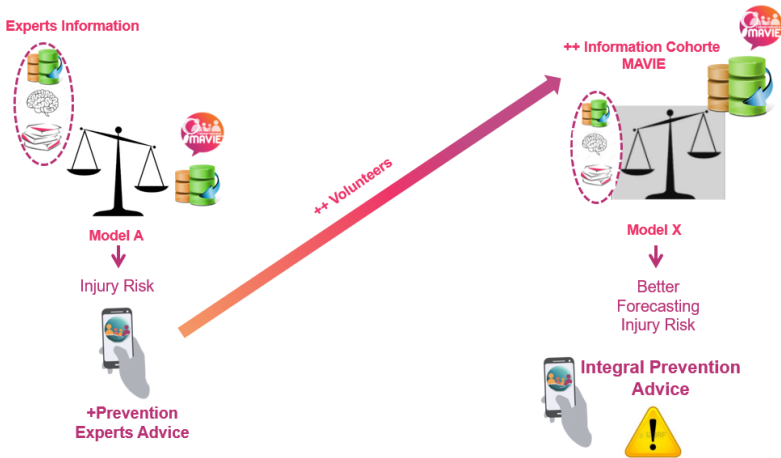 Experts Information
MAVIE
Model A
Injury Risk
+Prevention
Experts Advice
++ Volunteers
MAVIE
++ Information Cohorte
MAVIE
Model X
Better
Forecasting
Injury Risk
Integral Prevention
Advice